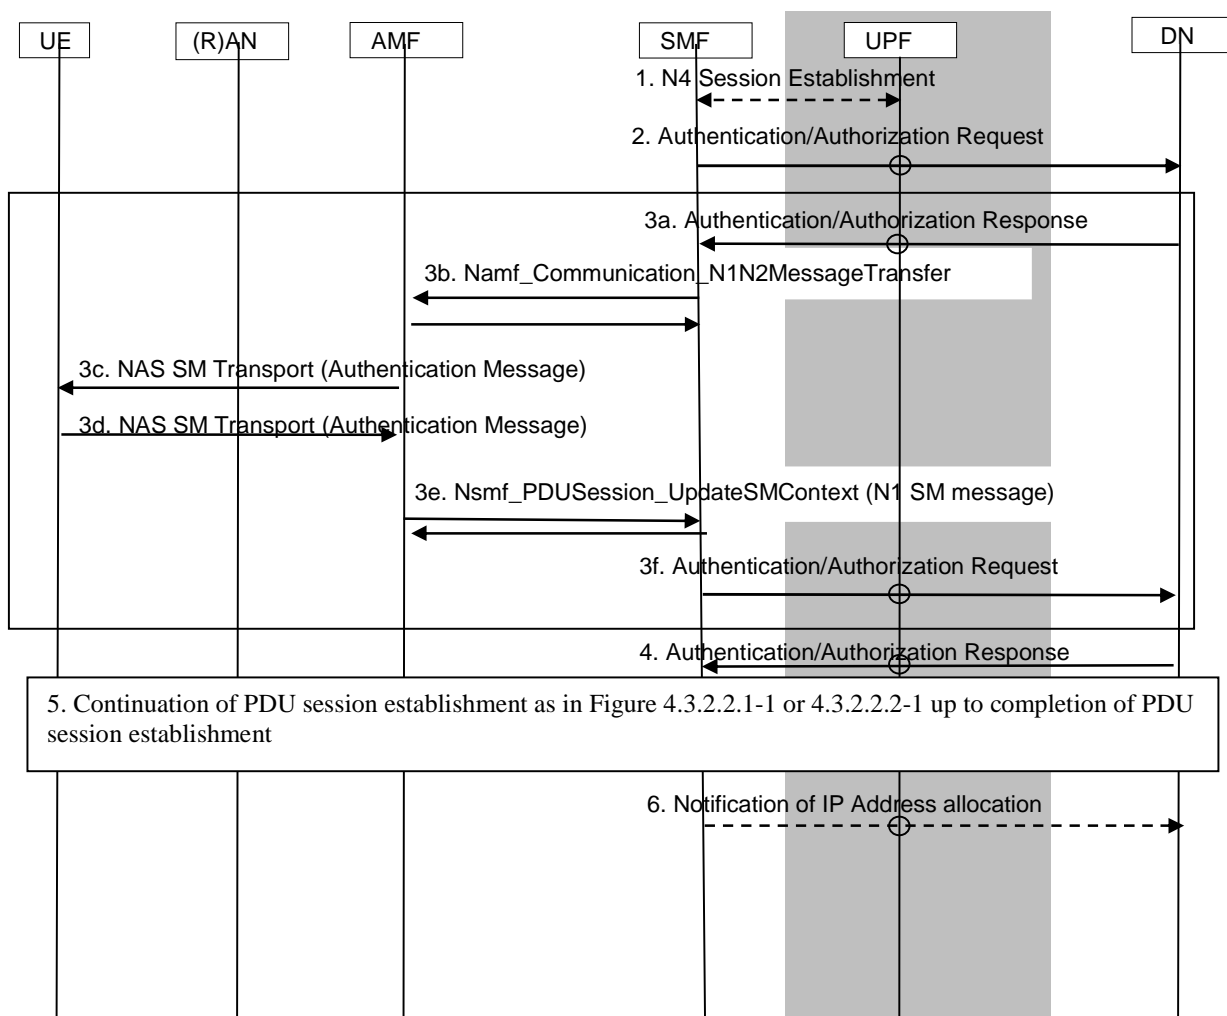 UE
(R)AN
AMF
SMF
UPF
DN
1. N4 Session Establishment
2. Authentication/Authorization Request
3a. Authentication/Authorization Response
3b. Namf_Communication_N1N2MessageTransfer
3c. NAS SM Transport (Authentication Message)
3d. NAS SM Transport (Authentication Message)
3e. Nsmf_PDUSession_UpdateSMContext (N1 SM message)
3f. Authentication/Authorization Request
4. Authentication/Authorization Response
5. Continuation of PDU session establishment as in Figure 4.3.2.2.1-1 or 4.3.2.2.2-1 up to completion of PDU
session establishment
6. Notification of IP Address allocation